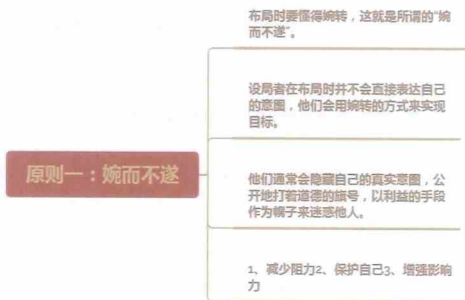 布局时要懂得婉转，这就是所谓的“婉
而不遂”。
设局者在布局时并不会直接表达自己
的意图，他们会用婉转的方式来实现
目标。
原则一：婉而不遂
他们通常会隐藏自己的真实意图，公
开地打着道德的旗号，以利益的手段
作为幌子来迷惑他人。
1、减少阻力2、保护自己3、增强影响
力